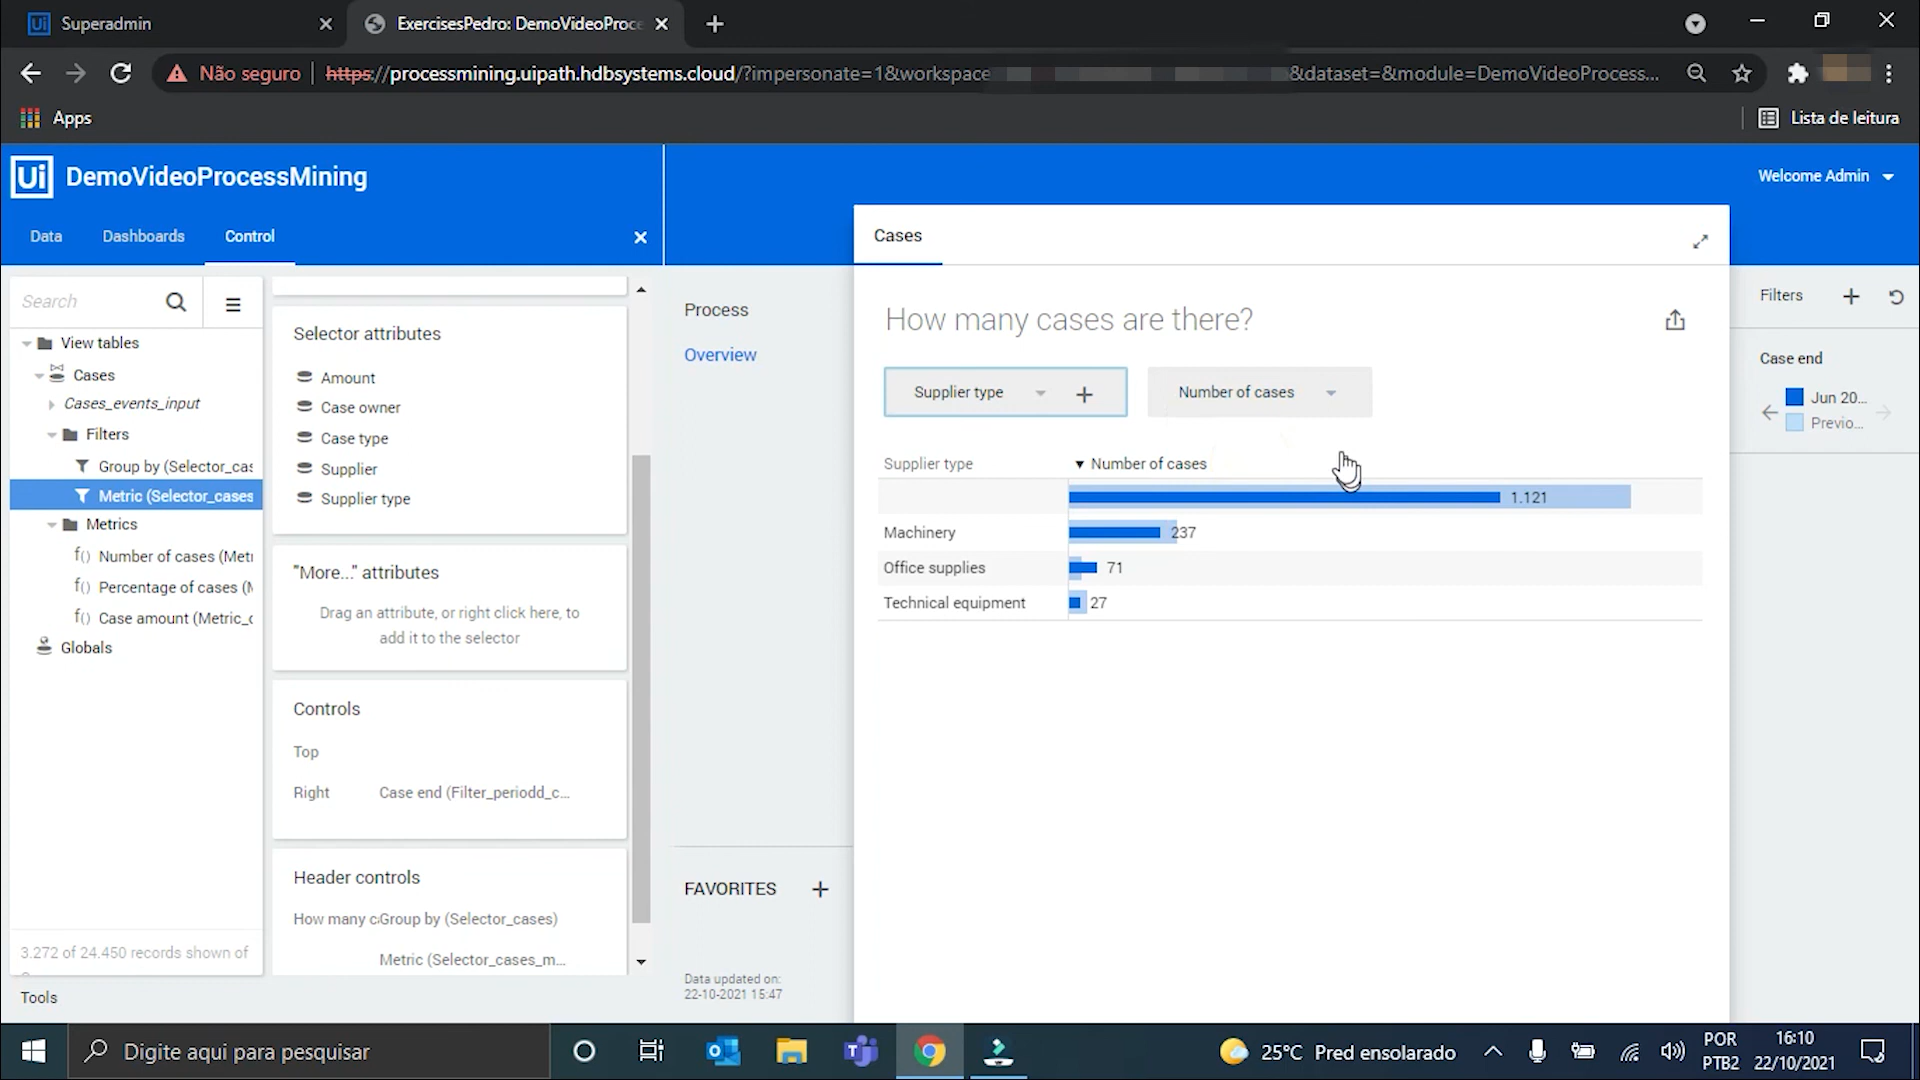 Superadmin
ExercisesPedro: DemoVideoProce
Não seguro
https://processmining.uipath.hdbsystems.cloud/?impersonate=1&workspace
&dataset=&module=DemoVideoProcess...
Apps
Lista de leitura
Ui DemoVideoProcessMining
Welcome Admin
Data Dashboards Control
Search
View tables
Cases
Cases_events_input
Filters
Group by (Selector_cas
Metric (Selector_cases
Metrics
Number of cases (Metr
Percentage of cases (M
Case amount (Metric_c
Globals
3.272 of 24.450 records shown of
Tools
Selector attributes
Amount
Case owner
Case type
Supplier
Supplier type
"More..." attributes
Drag an attribute, or right click here, to
add it to the selector
Controls
Top
Right Case end (Filter_periodd_c...
Header controls
How many c Group by (Selector_cases)
Metric (Selector_cases_m...
Process
Overview
FAVORITES
Data updated on:
22-10-2021 15:47
Cases
How many cases are there?
Supplier type
Number of cases
Supplier type Number of cases
1.121
Machinery 237
Office supplies 71
Technical equipment 27
Filters
Case end
Jun 20...
Previo...
Digite aqui para pesquisar
25°C Pred ensolarado
POR
PTB2
16:10
22/10/2021